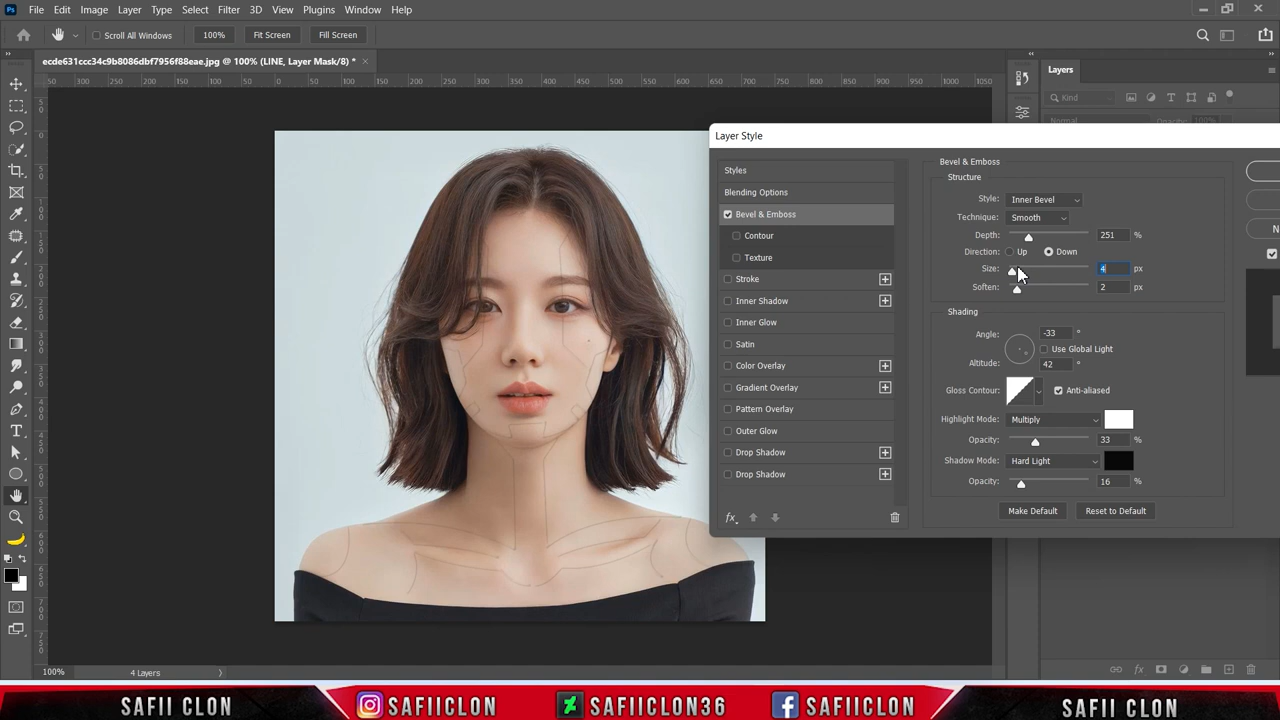 Ps File Edit Image Layer Type Select Filter 3D View Plugins Window Help
Scroll All Windows 100% Fit Screen Fill Screen
ecde631ccc34c9b8086dbf7956f88eae.jpg @ 100% (LINE, Layer Mask/8) *
Layers
Kind
Layer Style
Styles
Blending Options
Bevel & Emboss
Contour
Texture
Stroke
Inner Shadow
Inner Glow
Satin
Color Overlay
Gradient Overlay
Pattern Overlay
Outer Glow
Drop Shadow
Drop Shadow
fx
Bevel & Emboss
Structure
Style: Inner Bevel
Technique: Smooth
Depth: 251 %
Direction: Up Down
Size: 4 px
Soften: 2 px
Shading
Angle: -33 °
Use Global Light
Altitude: 42 °
Gloss Contour: Anti-aliased
Highlight Mode: Multiply
Opacity: 33 %
Shadow Mode: Hard Light
Opacity: 16 %
Make Default Reset to Default
N
100% 4 Layers
fx
SAFII CLON SAFIICLON SAFIICLON36 SAFIICLON SAFII CLON